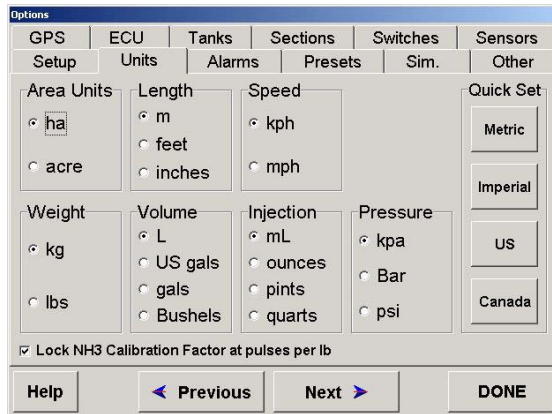 Options
GPS ECU Tanks Sections Switches Sensors
Setup Units Alarms Presets Sim. Other
Area Units
ha
acre
Length
m
feet
inches
Speed
kph
mph
Quick Set
Metric
Imperial
US
Canada
Weight
kg
lbs
Volume
L
US gals
gals
Bushels
Injection
mL
ounces
pints
quarts
Pressure
kpa
Bar
psi
Lock NH3 Calibration Factor at pulses per lb
Help Previous Next DONE